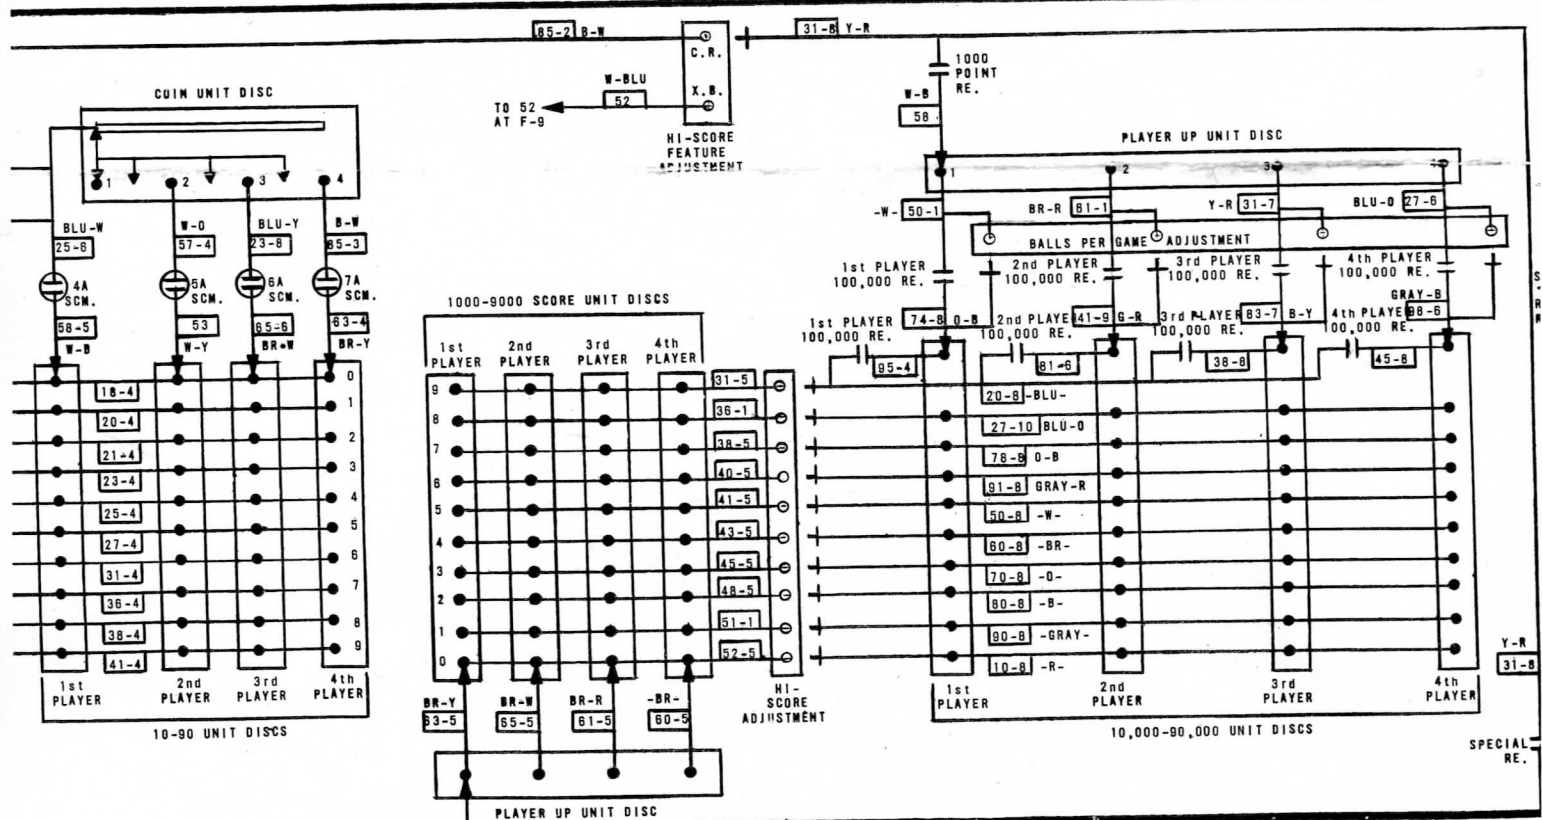 85-2 B-W
C.R.
31-8 Y-R
1000
POINT
RE.
W-BLU
52
TO 52
AT F-9
X.B.
HI-SCORE
FEATURE
ADJUSTMENT
W-B
58
COIN UNIT DISC
1 2 3 4
PLAYER UP UNIT DISC
1 2 3 4
BLU-W
25-6
W-O
57-4
BLU-Y
23-8
B-W
85-3
-W- 50-1
BR-R 61-1
Y-R 31-7
BLU-O 27-6
BALLS PER GAME ADJUSTMENT
4A
SCM.
5A
SCM.
6A
SCM.
7A
SCM.
1st PLAYER
100,000 RE.
2nd PLAYER
100,000 RE.
3rd PLAYER
100,000 RE.
4th PLAYER
100,000 RE.
GRAY-B
98-6
58-5
W-B
53
W-Y
65-6
BR-W
63-4
BR-Y
1000-9000 SCORE UNIT DISCS
1st
PLAYER
2nd
PLAYER
3rd
PLAYER
4th
PLAYER
74-8 O-B
41-9 G-R
83-7 B-Y
1st PLAYER
100,000 RE.
2nd PLAYER
100,000 RE.
3rd PLAYER
100,000 RE.
4th PLAYER
100,000 RE.
95-4
81-6
38-8
45-8
0
18-4
1
20-4
2
21-4
3
23-4
4
25-4
5
27-4
6
31-4
7
36-4
8
38-4
9
41-4
1st
PLAYER
2nd
PLAYER
3rd
PLAYER
4th
PLAYER
10-90 UNIT DISCS
9 31-5
8 36-1
7 38-5
6 40-5
5 41-5
4 43-5
3 45-5
2 48-5
1 51-1
0 52-5
HI-
SCORE
ADJUSTMENT
BR-Y
63-5
BR-W
65-5
BR-R
61-5
-BR-
60-5
PLAYER UP UNIT DISC
20-8 -BLU-
27-10 BLU-O
78-8 O-B
91-8 GRAY-R
50-8 -W-
60-8 -BR-
70-8 -O-
80-8 -B-
90-8 -GRAY-
10-8 -R-
1st
PLAYER
2nd
PLAYER
3rd
PLAYER
4th
PLAYER
10,000-90,000 UNIT DISCS
Y-R
31-8
SPECIAL
RE.